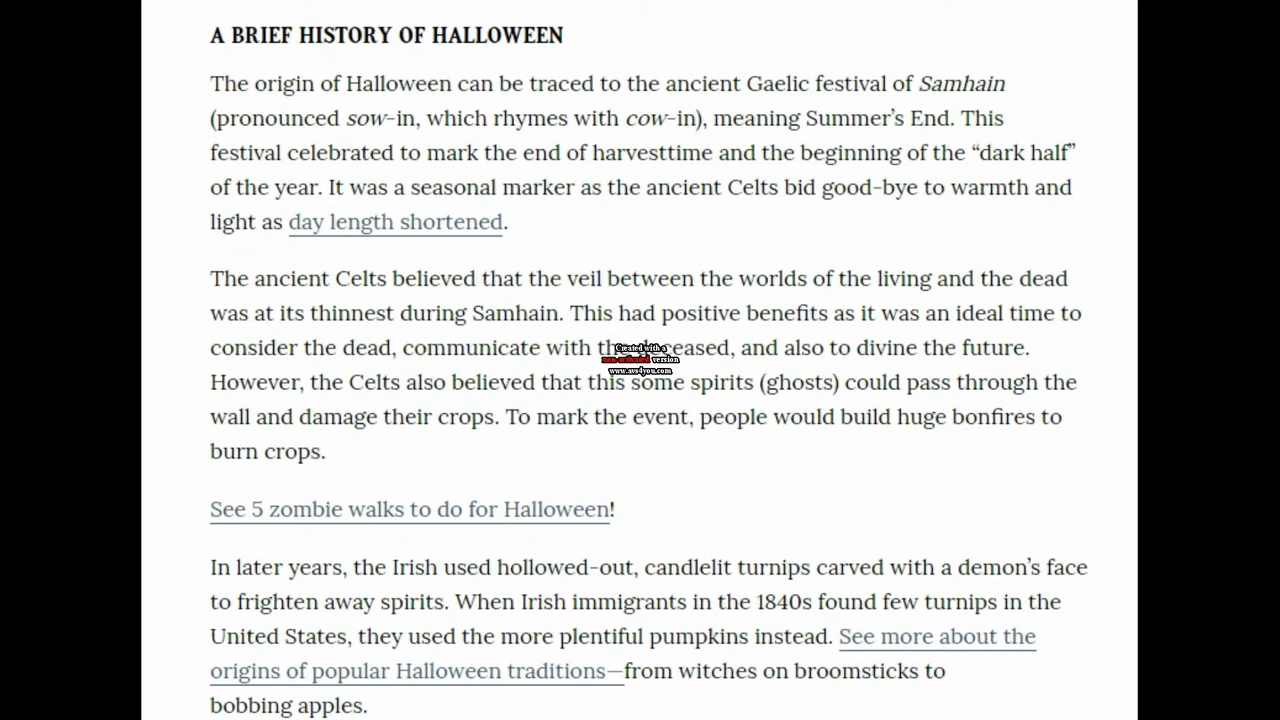 A BRIEF HISTORY OF HALLOWEEN
The origin of Halloween can be traced to the ancient Gaelic festival of Samhain
(pronounced sow-in, which rhymes with cow-in), meaning Summer’s End. This
festival celebrated to mark the end of harvesttime and the beginning of the “dark half”
of the year. It was a seasonal marker as the ancient Celts bid good-bye to warmth and
light as day length shortened.
The ancient Celts believed that the veil between the worlds of the living and the dead
was at its thinnest during Samhain. This had positive benefits as it was an ideal time to
consider the dead, communicate with the deceased, and also to divine the future.
However, the Celts also believed that this some spirits (ghosts) could pass through the
wall and damage their crops. To mark the event, people would build huge bonfires to
burn crops.
Created with a
non-activated version
www.avs4you.com
See 5 zombie walks to do for Halloween!
In later years, the Irish used hollowed-out, candlelit turnips carved with a demon’s face
to frighten away spirits. When Irish immigrants in the 1840s found few turnips in the
United States, they used the more plentiful pumpkins instead. See more about the
origins of popular Halloween traditions—from witches on broomsticks to
bobbing apples.